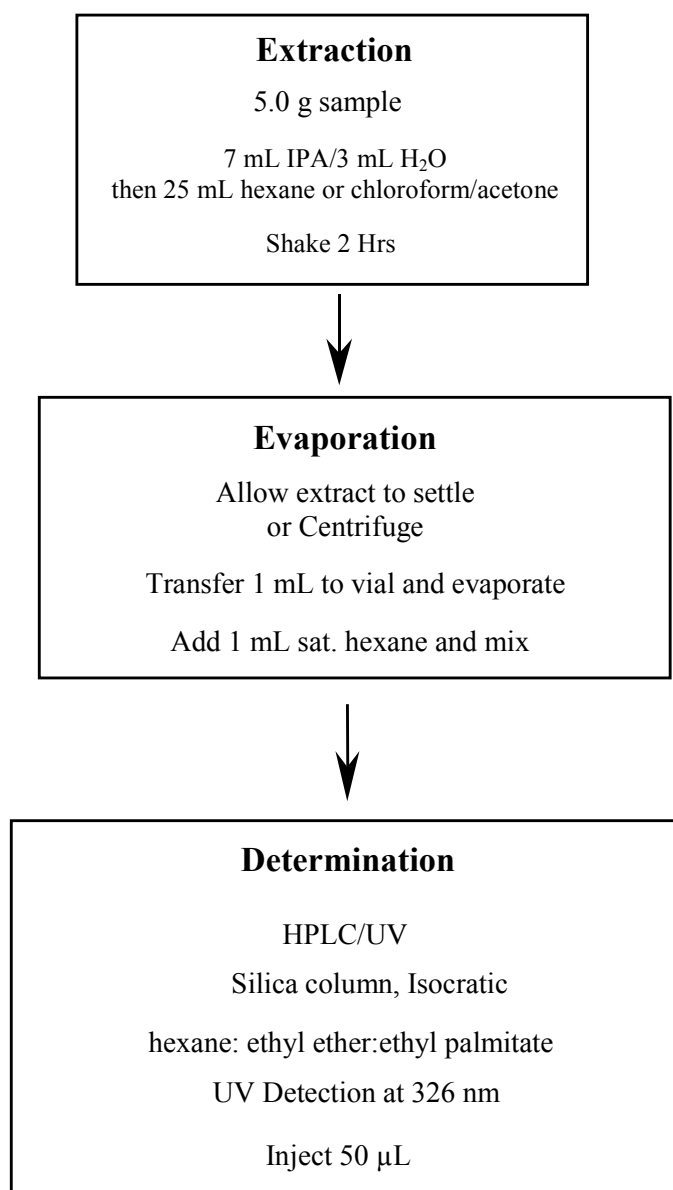 Extraction
5.0 g sample
7 mL IPA/3 mL H₂O
then 25 mL hexane or chloroform/acetone
Shake 2 Hrs
Evaporation
Allow extract to settle
or Centrifuge
Transfer 1 mL to vial and evaporate
Add 1 mL sat. hexane and mix
Determination
HPLC/UV
Silica column, Isocratic
hexane: ethyl ether:ethyl palmitate
UV Detection at 326 nm
Inject 50 µL